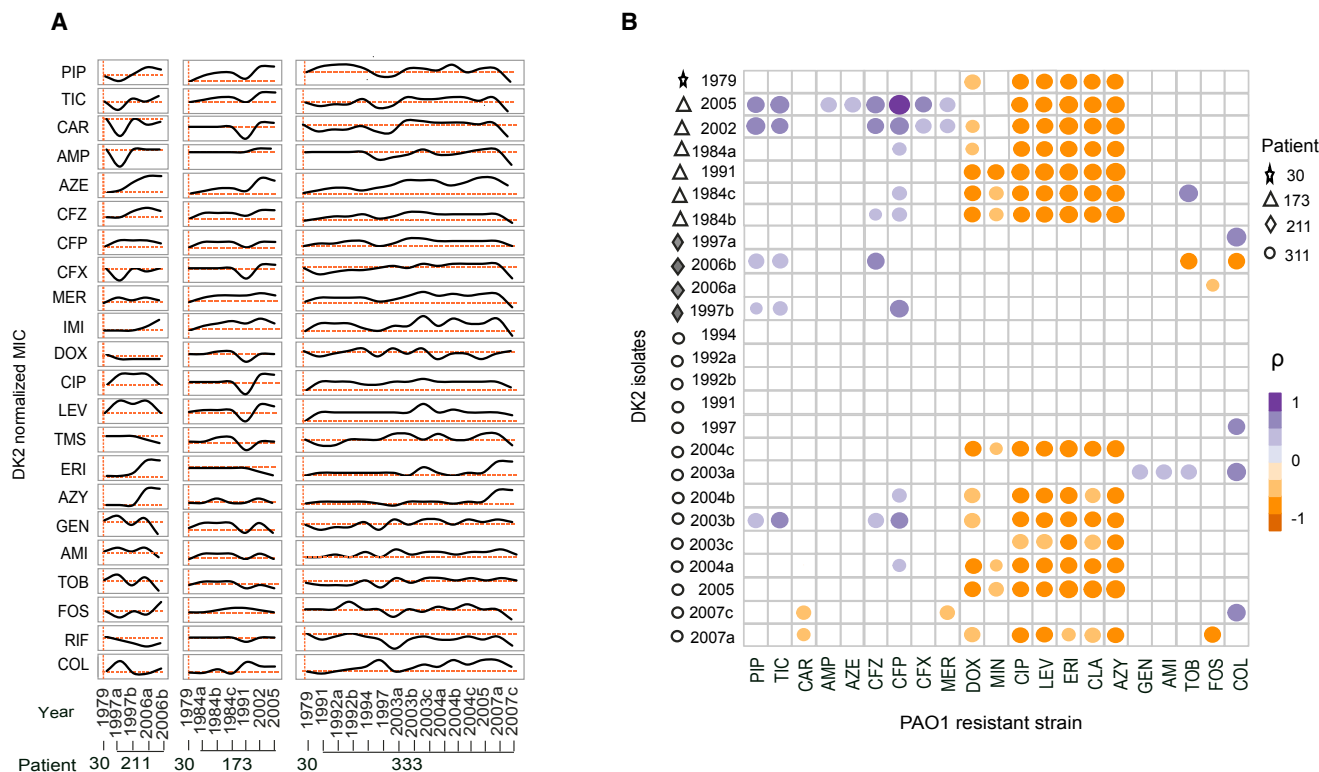 A
DK2 normalized MIC
PIP
TIC
CAR
AMP
AZE
CFZ
CFP
CFX
MER
IMI
DOX
CIP
LEV
TMS
ERI
AZY
GEN
AMI
TOB
FOS
RIF
COL
Year
1979 1997a 1997b 2006a 2006b
1979 1984a 1984b 1984c 1991 2002 2005
1979 1991 1992a 1992b 1994 1997 2003a 2003b 2003c 2004a 2004b 2005 2007a 2007c
Patient 30 211 30 173 30 333
B
DK2 isolates
1979
2005
2002
1984a
1991
1984c
1984b
1997a
2006b
2006a
1997b
1994
1992a
1992b
1991
1997
2004c
2003a
2004b
2003b
2003c
2004a
2005
2007c
2007a
PIP TIC CAR AMP AZE CFZ CFP CFX MER DOX MIN CIP LEV ERI CLA AZY GEN AMI TOB FOS COL
PAO1 resistant strain
Patient
30
173
211
311
ρ
1
0
-1